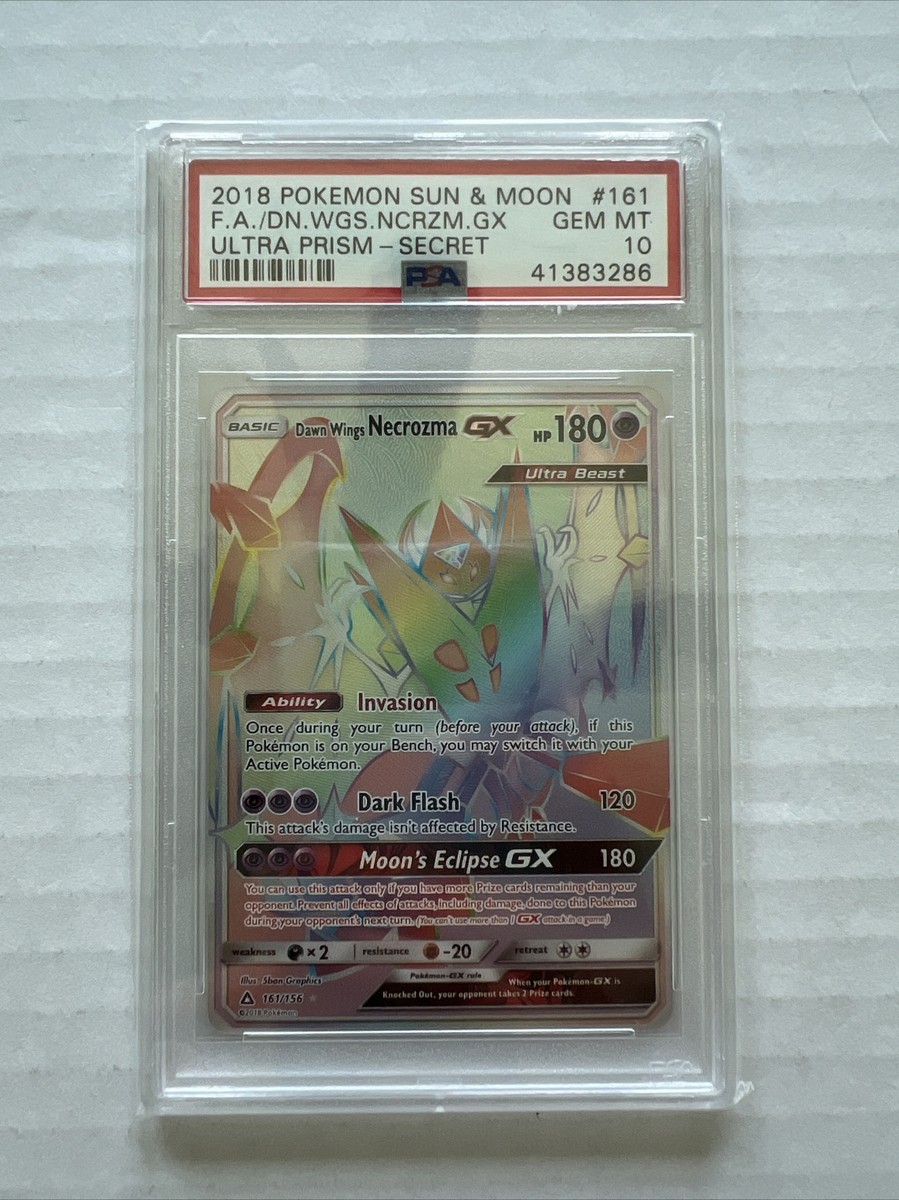 2018 POKEMON SUN & MOON #161
F.A./DN.WGS.NCRZM.GX GEM MT
ULTRA PRISM – SECRET 10
PSA 41383286
BASIC Dawn Wings Necrozma GX HP 180
Ultra Beast
Ability Invasion
Once during your turn (before your attack), if this
Pokémon is on your Bench, you may switch it with your
Active Pokémon.
Dark Flash 120
This attack's damage isn't affected by Resistance.
Moon's Eclipse GX 180
You can use this attack only if you have more Prize cards remaining than your
opponent. Prevent all effects of attacks, including damage, done to this Pokémon
during your opponent's next turn. (You can't use more than 1 GX attack in a game.)
weakness ×2 resistance -20 retreat
Illus. 5ban Graphics Pokémon-GX rule When your Pokémon-GX is
161/156 Knocked Out, your opponent takes 2 Prize cards.
©2018 Pokémon